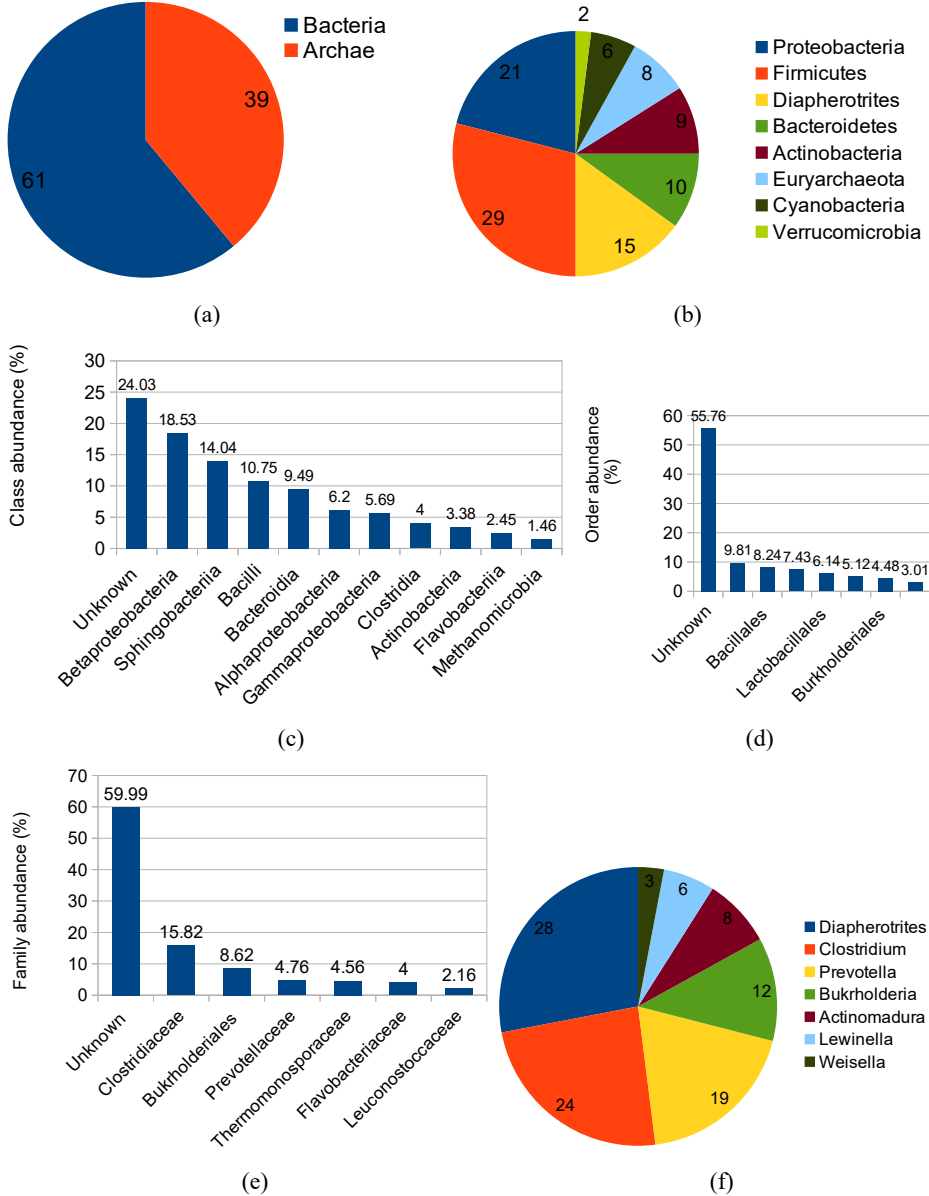 Bacteria
Archae
39
61
(a)
2
6
8
9
10
15
29
21
Proteobacteria
Firmicutes
Diapherotrites
Bacteroidetes
Actinobacteria
Euryarchaeota
Cyanobacteria
Verrucomicrobia
(b)
Class abundance (%)
30
25
20
15
10
5
0
24.03
18.53
14.04
10.75
9.49
6.2
5.69
4
3.38
2.45
1.46
Unknown
Betaproteobacteria
Sphingobacteriia
Bacilli
Bacteroidia
Alphaproteobacteria
Gammaproteobacteria
Clostridia
Actinobacteria
Flavobacteriia
Methanomicrobia
(c)
Order abundance
(%)
60
50
40
30
20
10
0
55.76
9.81
8.24
7.43
6.14
5.12
4.48
3.01
Unknown
Bacillales
Lactobacillales
Burkholderiales
(d)
Family abundance (%)
70
60
50
40
30
20
10
0
59.99
15.82
8.62
4.76
4.56
4
2.16
Unknown
Clostridiaceae
Bukrholderiales
Prevotellaceae
Thermomonosporaceae
Flavobacteriaceae
Leuconostoccaceae
(e)
3
6
8
12
19
24
28
Diapherotrites
Clostridium
Prevotella
Bukrholderia
Actinomadura
Lewinella
Weisella
(f)